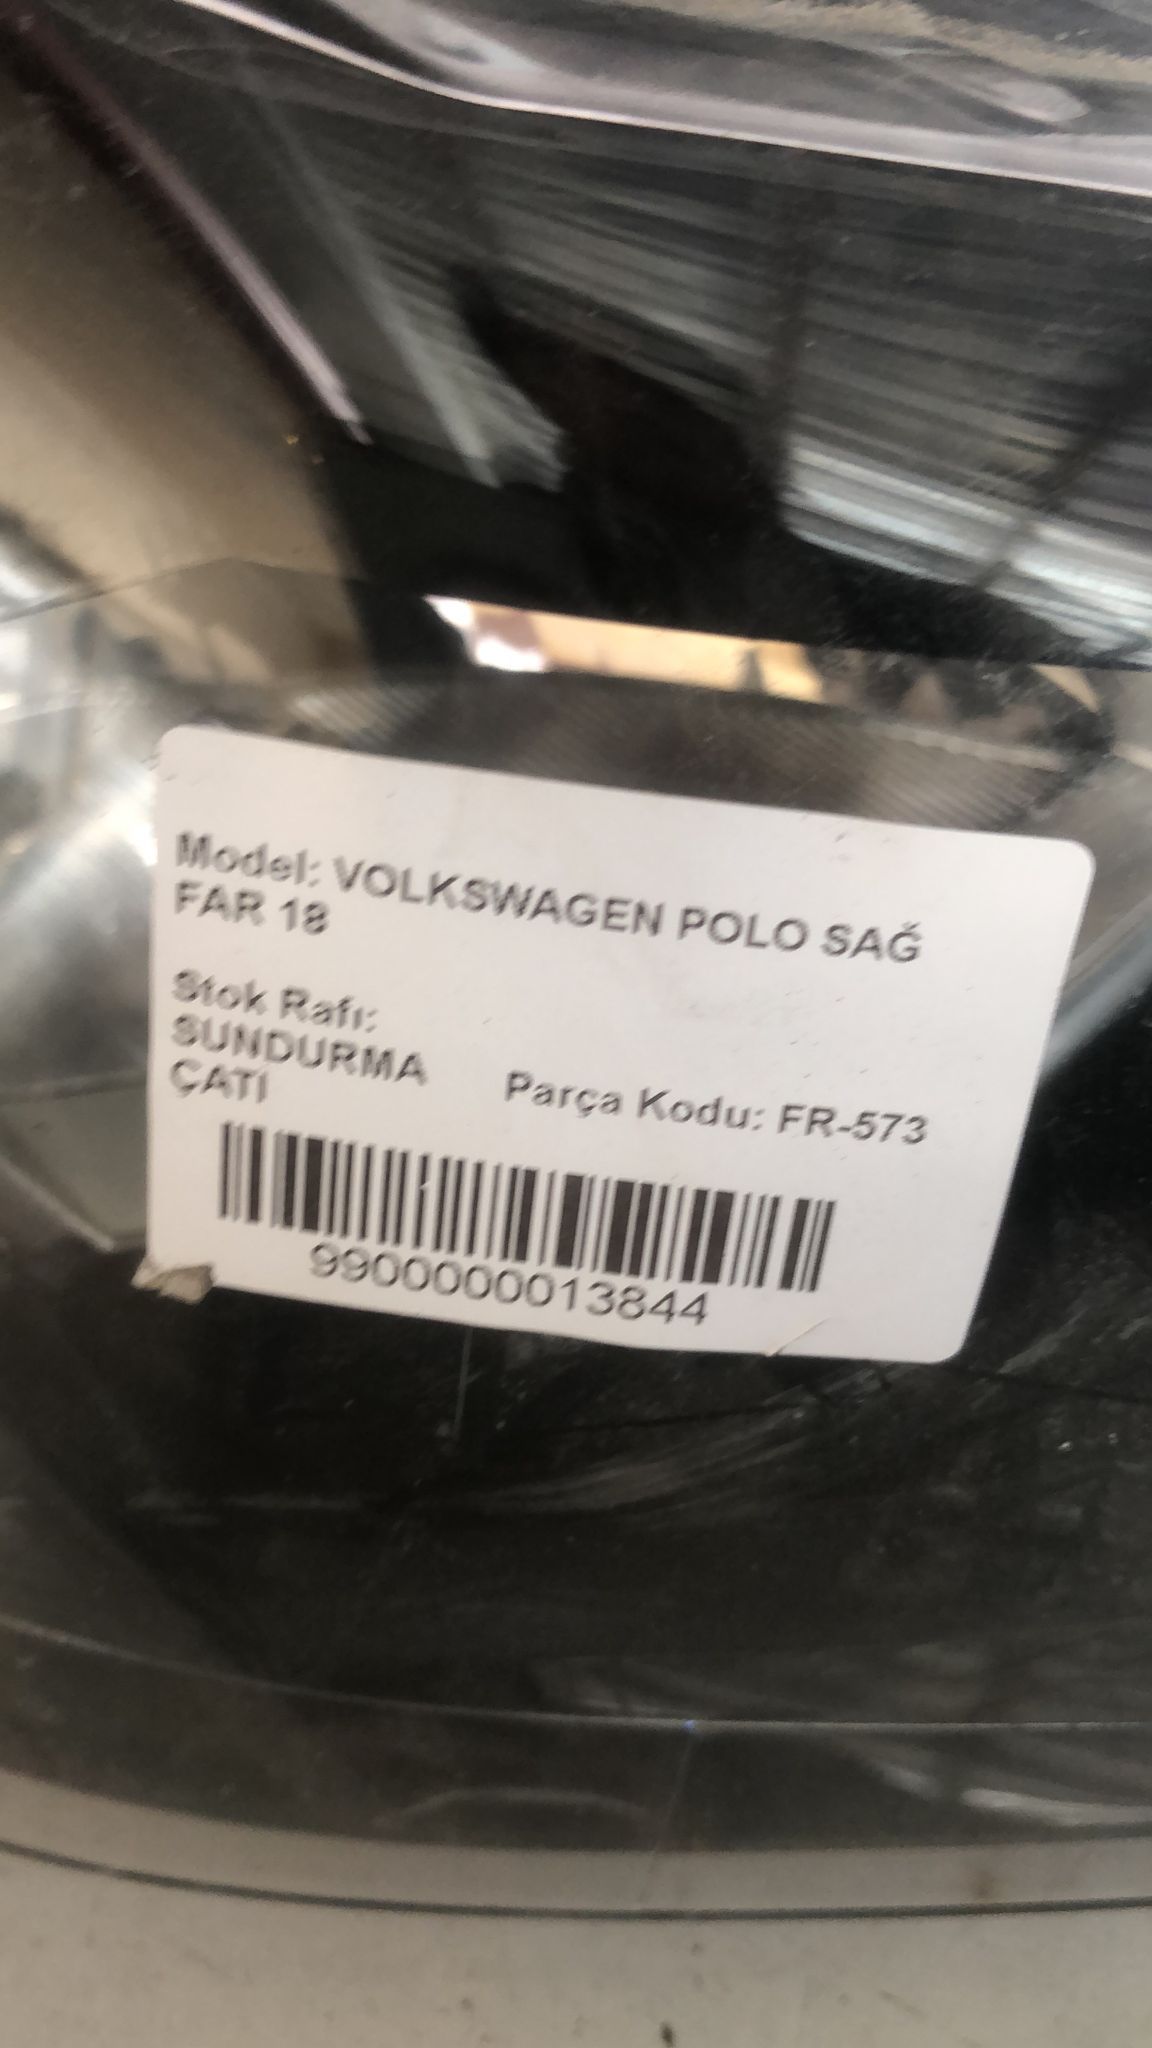 Model: VOLKSWAGEN POLO SAĞ
FAR 18
Stok Rafı:
SUNDURMA
ÇATI
Parça Kodu: FR-573
9900000013844